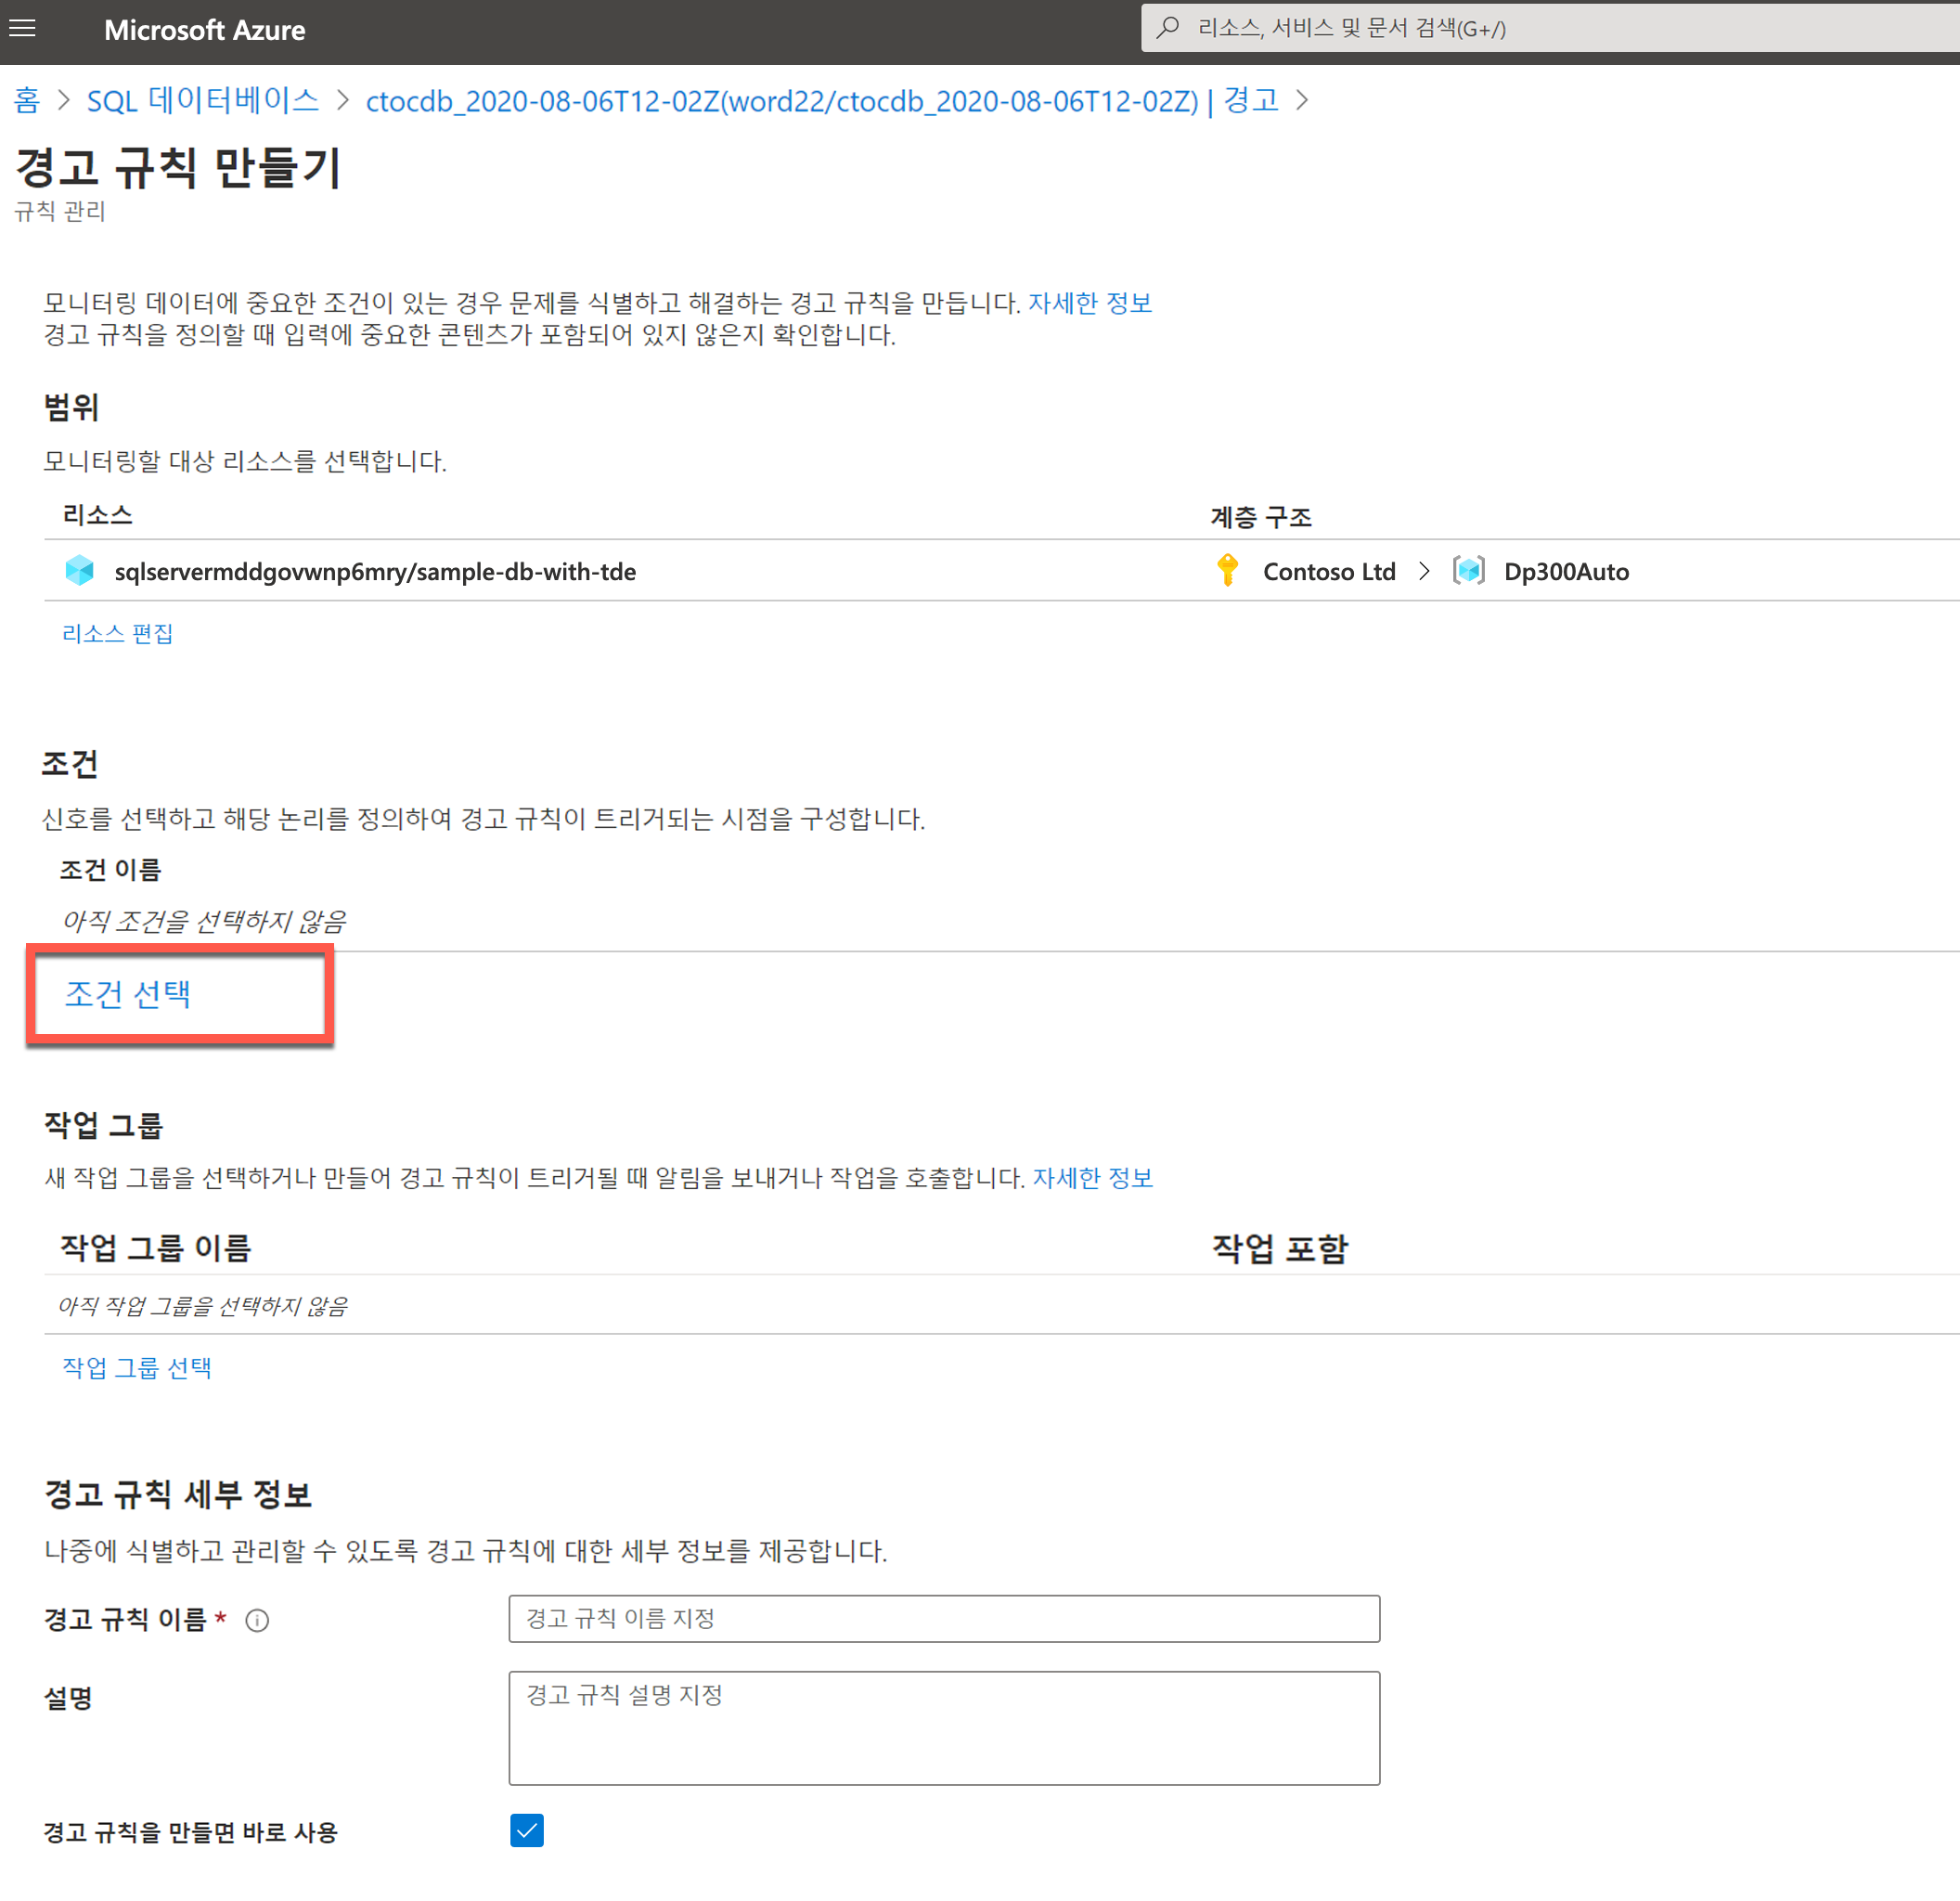 Microsoft Azure
리소스, 서비스 및 문서 검색(G+/)
홈 > SQL 데이터베이스 > ctocdb_2020-08-06T12-02Z(word22/ctocdb_2020-08-06T12-02Z) | 경고 >
경고 규칙 만들기
규칙 관리
모니터링 데이터에 중요한 조건이 있는 경우 문제를 식별하고 해결하는 경고 규칙을 만듭니다. 자세한 정보
경고 규칙을 정의할 때 입력에 중요한 콘텐츠가 포함되어 있지 않은지 확인합니다.
범위
모니터링할 대상 리소스를 선택합니다.
리소스 계층 구조
sqlservermddgovwnp6mry/sample-db-with-tde Contoso Ltd > Dp300Auto
리소스 편집
조건
신호를 선택하고 해당 논리를 정의하여 경고 규칙이 트리거되는 시점을 구성합니다.
조건 이름
아직 조건을 선택하지 않음
조건 선택
작업 그룹
새 작업 그룹을 선택하거나 만들어 경고 규칙이 트리거될 때 알림을 보내거나 작업을 호출합니다. 자세한 정보
작업 그룹 이름 작업 포함
아직 작업 그룹을 선택하지 않음
작업 그룹 선택
경고 규칙 세부 정보
나중에 식별하고 관리할 수 있도록 경고 규칙에 대한 세부 정보를 제공합니다.
경고 규칙 이름 * 경고 규칙 이름 지정
설명 경고 규칙 설명 지정
경고 규칙을 만들면 바로 사용